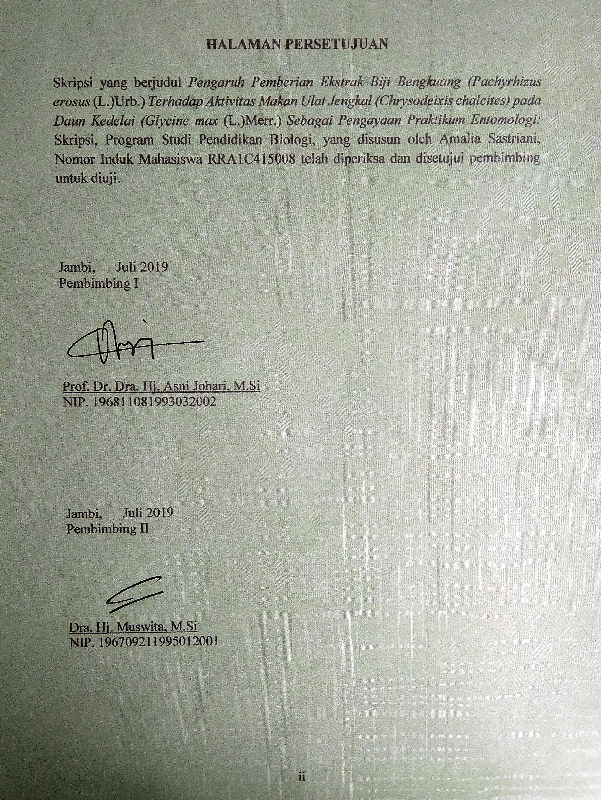 HALAMAN PERSETUJUAN
Skripsi yang berjudul Pengaruh Pemberian Ekstrak Biji Bengkuang (Pachyrhizus
erosus (L.)Urb.) Terhadap Aktivitas Makan Ulat Jengkal (Chrysodeixis chalcites) pada
Daun Kedelai (Glycine max (L.)Merr.) Sebagai Pengayaan Praktikum Entomologi:
Skripsi, Program Studi Pendidikan Biologi, yang disusun oleh Amalia Sastriani,
Nomor Induk Mahasiswa RRA1C415008 telah diperiksa dan disetujui pembimbing
untuk diuji.
Jambi, Juli 2019
Pembimbing I
Prof. Dr. Dra. Hj. Asni Johari, M.Si
NIP. 196811081993032002
Jambi, Juli 2019
Pembimbing II
Dra. Hj. Muswita, M.Si
NIP. 196709211995012001
ii